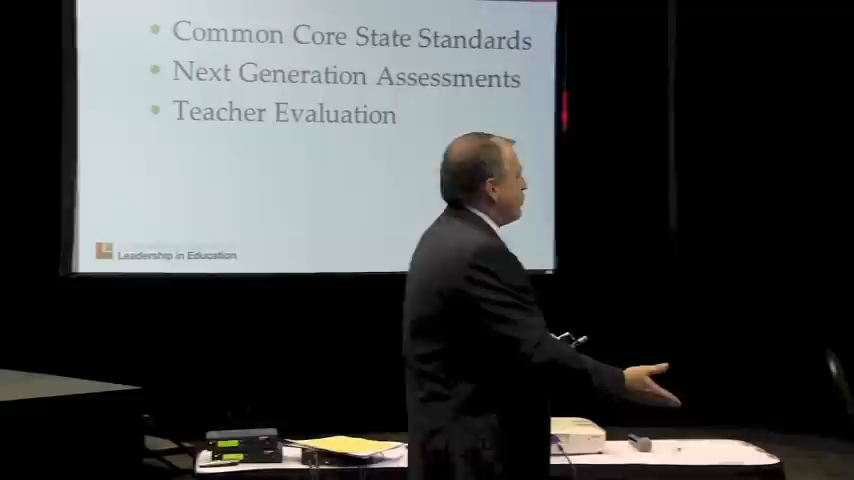 Common Core State Standards
Next Generation Assessments
Teacher Evaluation
Leadership in Education